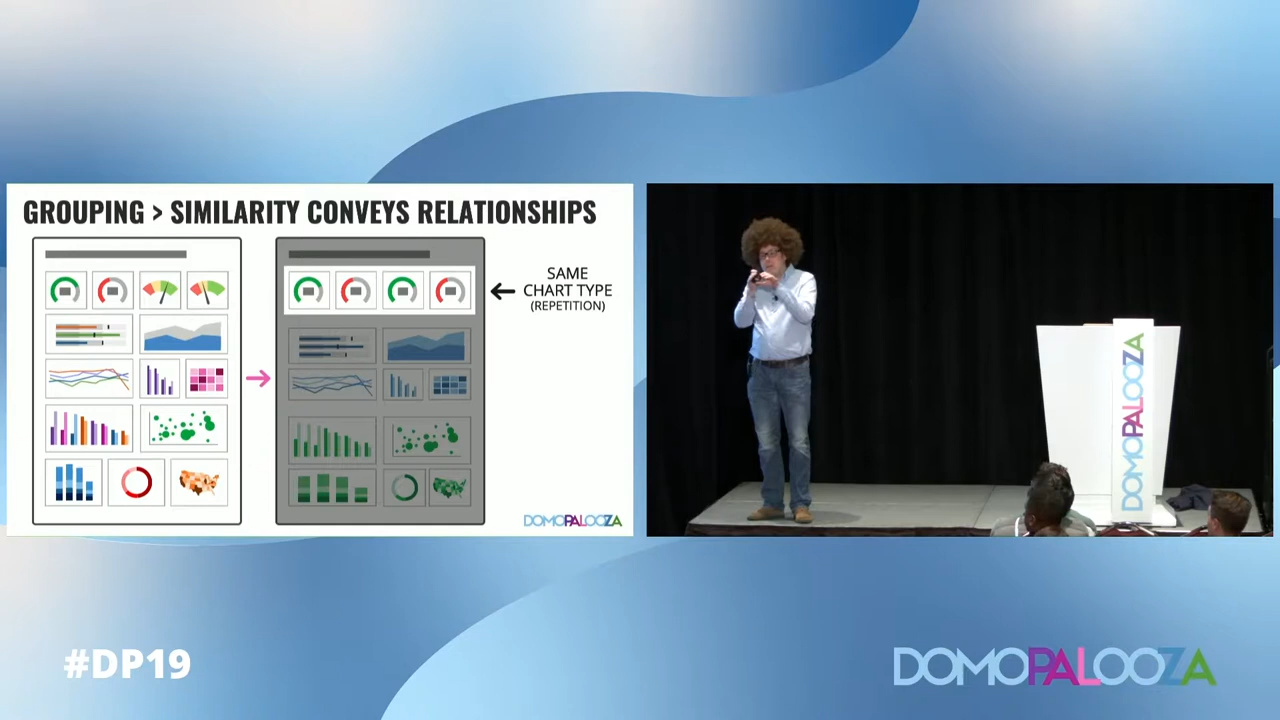 GROUPING > SIMILARITY CONVEYS RELATIONSHIPS
SAME
CHART TYPE
(REPETITION)
DOMOPALOOZA
DOMOPALOOZA
#DP19
DOMOPALOOZA